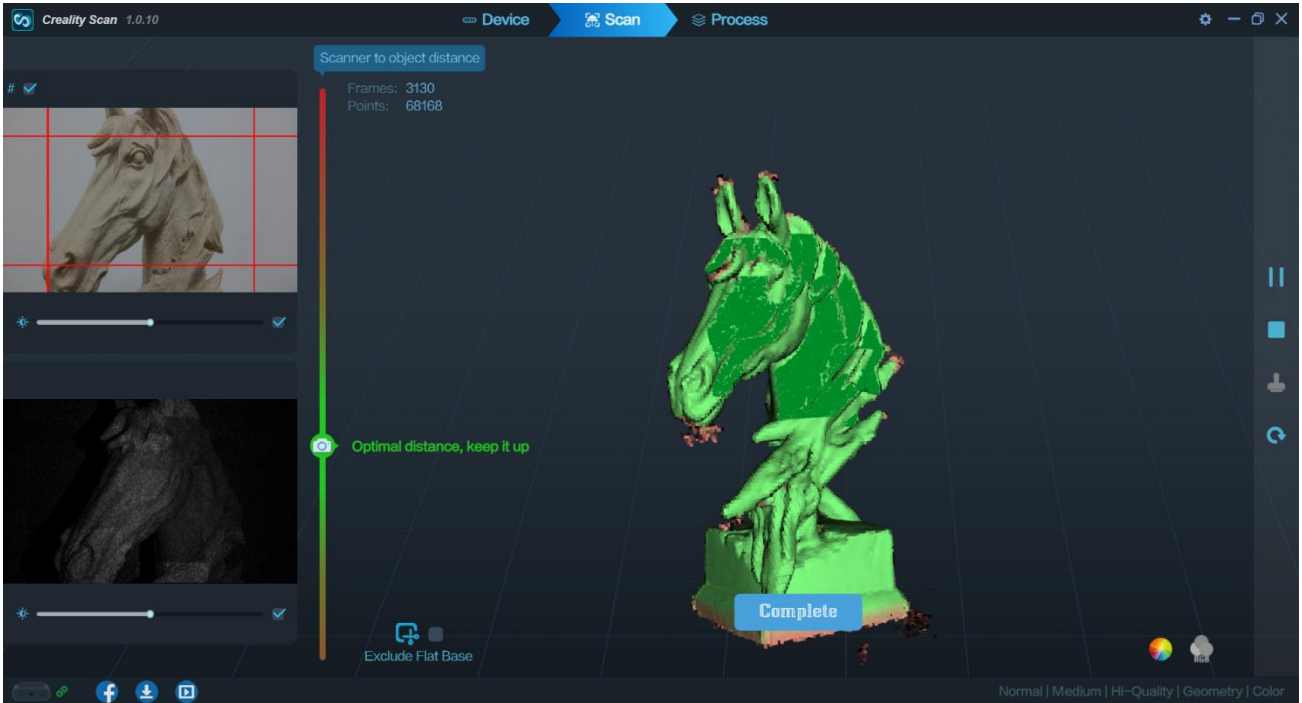 Creality Scan 1.0.10
Device
Scan
Process
Scanner to object distance
#
Frames: 3130
Points: 68168
Optimal distance, keep it up
Complete
Exclude Flat Base
RGB
Normal | Medium | Hi-Quality | Geometry | Color